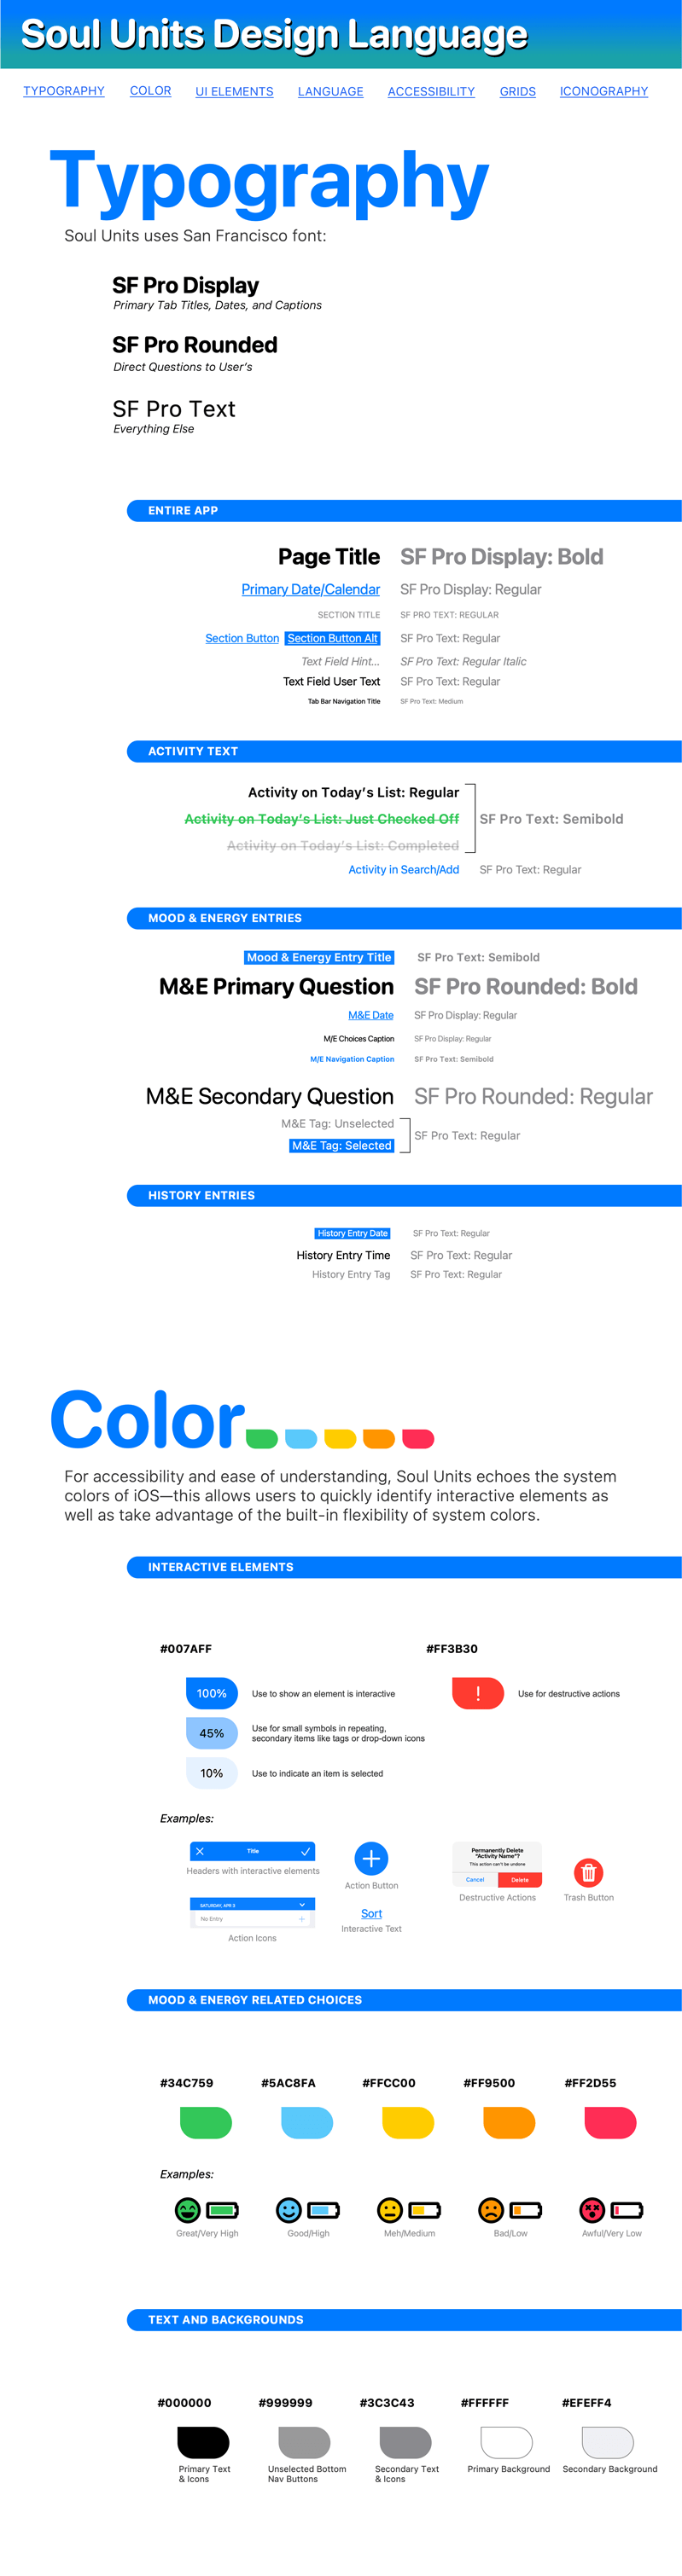 Soul Units Design Language
TYPOGRAPHY COLOR UI ELEMENTS LANGUAGE ACCESSIBILITY GRIDS ICONOGRAPHY
Typography
Soul Units uses San Francisco font:
SF Pro Display
Primary Tab Titles, Dates, and Captions
SF Pro Rounded
Direct Questions to User's
SF Pro Text
Everything Else
ENTIRE APP
Page Title SF Pro Display: Bold
Primary Date/Calendar SF Pro Display: Regular
SECTION TITLE SF PRO TEXT: REGULAR
Section Button Section Button Alt SF Pro Text: Regular
Text Field Hint... SF Pro Text: Regular Italic
Text Field User Text SF Pro Text: Regular
Tab Bar Navigation Title SF Pro Text: Medium
ACTIVITY TEXT
Activity on Today's List: Regular
Activity on Today's List: Just Checked Off SF Pro Text: Semibold
Activity on Today's List: Completed
Activity in Search/Add SF Pro Text: Regular
MOOD & ENERGY ENTRIES
Mood & Energy Entry Title SF Pro Text: Semibold
M&E Primary Question SF Pro Rounded: Bold
M&E Date SF Pro Display: Regular
M/E Choices Caption SF Pro Display: Regular
M/E Navigation Caption SF Pro Text: Semibold
M&E Secondary Question SF Pro Rounded: Regular
M&E Tag: Unselected
SF Pro Text: Regular
M&E Tag: Selected
HISTORY ENTRIES
History Entry Date SF Pro Text: Regular
History Entry Time SF Pro Text: Regular
History Entry Tag SF Pro Text: Regular
Color
For accessibility and ease of understanding, Soul Units echoes the system
colors of iOS—this allows users to quickly identify interactive elements as
well as take advantage of the built-in flexibility of system colors.
INTERACTIVE ELEMENTS
#007AFF #FF3B30
100% Use to show an element is interactive ! Use for destructive actions
45% Use for small symbols in repeating,
secondary items like tags or drop-down icons
10% Use to indicate an item is selected
Examples:
Title
Headers with interactive elements
Action Button
Permanently Delete
"Activity Name"?
This action can't be undone
Cancel Delete
Destructive Actions Trash Button
SATURDAY, APR 5
No Entry
Action Icons
Sort
Interactive Text
MOOD & ENERGY RELATED CHOICES
#34C759 #5AC8FA #FFCC00 #FF9500 #FF2D55
Examples:
Great/Very High Good/High Meh/Medium Bad/Low Awful/Very Low
TEXT AND BACKGROUNDS
#000000 #999999 #3C3C43 #FFFFFF #EFEFF4
Primary Text Unselected Bottom Secondary Text Primary Background Secondary Background
& Icons Nav Buttons & Icons